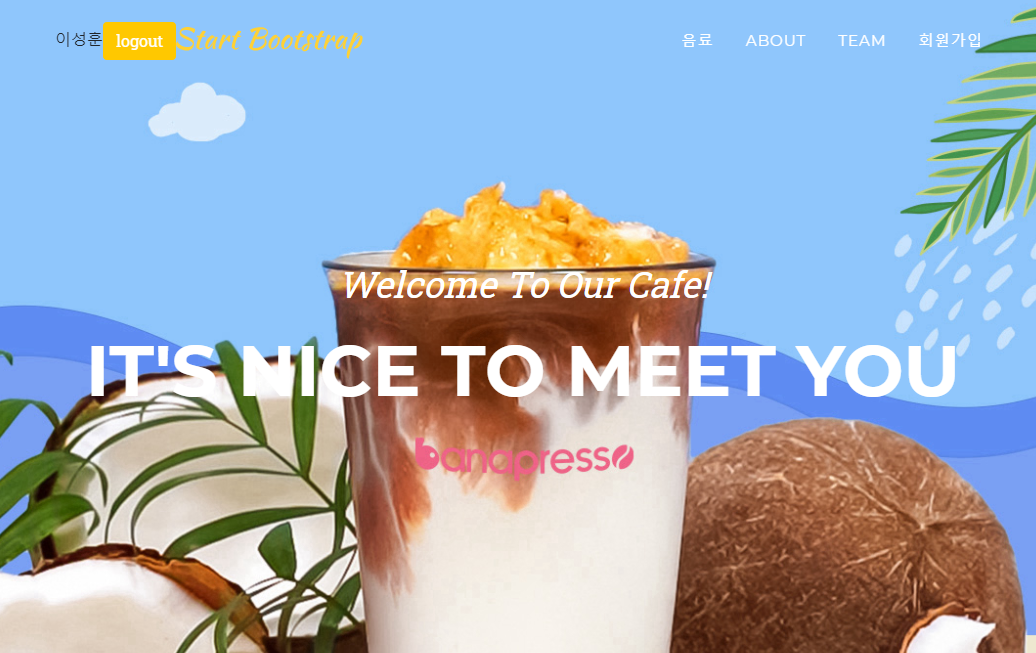 이성훈 logout Start Bootstrap 음료 ABOUT TEAM 회원가입
Welcome To Our Cafe!
IT'S NICE TO MEET YOU
banapresso